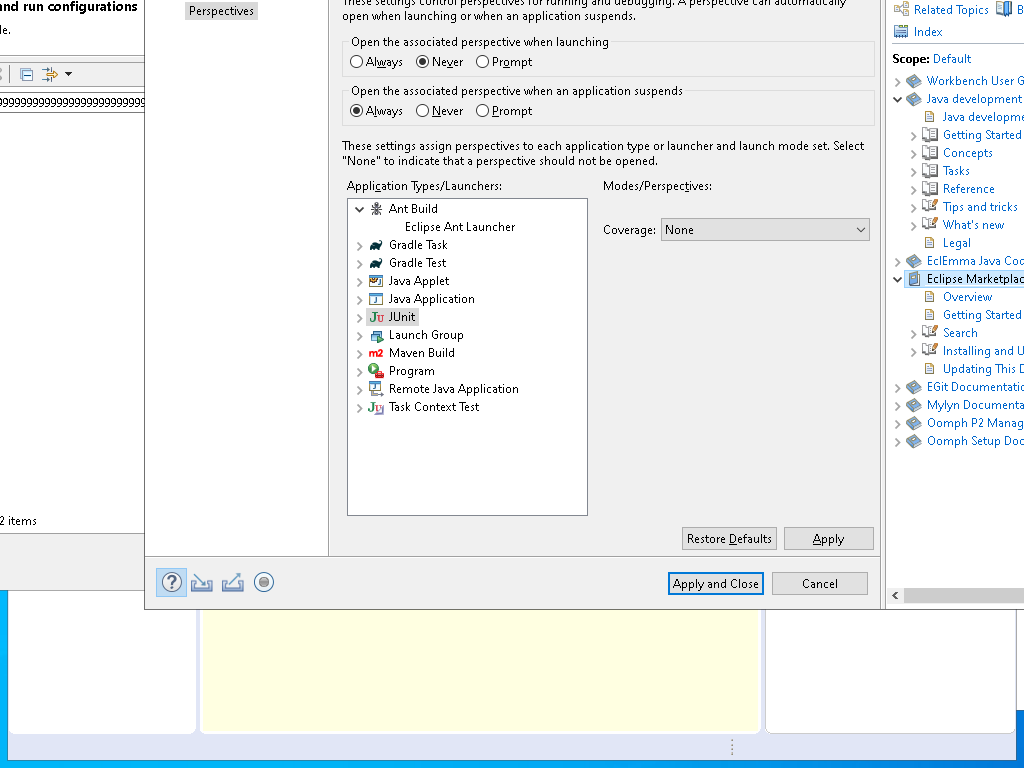 and run configurations
le.
2 items
Perspectives
These settings control perspectives for running and debugging. A perspective can automatically
open when launching or when an application suspends.
Open the associated perspective when launching
Always
Never
Prompt
Open the associated perspective when an application suspends
Always
Never
Prompt
These settings assign perspectives to each application type or launcher and launch mode set. Select
"None" to indicate that a perspective should not be opened.
Application Types/Launchers:
Ant Build
Eclipse Ant Launcher
Gradle Task
Gradle Test
Java Applet
Java Application
JUnit
Launch Group
Maven Build
Program
Remote Java Application
Task Context Test
Modes/Perspectives:
Coverage: None
Restore Defaults
Apply
Apply and Close
Cancel
Related Topics B
Index
Scope: Default
Workbench User G
Java development
Java developme
Getting Started
Concepts
Tasks
Reference
Tips and tricks
What's new
Legal
EclEmma Java Coc
Eclipse Marketplac
Overview
Getting Started
Search
Installing and U
Updating This D
EGit Documentatio
Mylyn Documenta
Oomph P2 Manag
Oomph Setup Doc